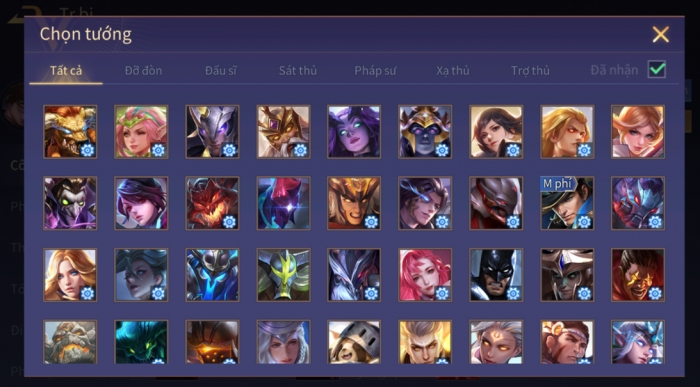 Chọn tướng
Tất cả Đỡ đòn Đấu sĩ Sát thủ Pháp sư Xạ thủ Trợ thủ Đã nhận
M phí